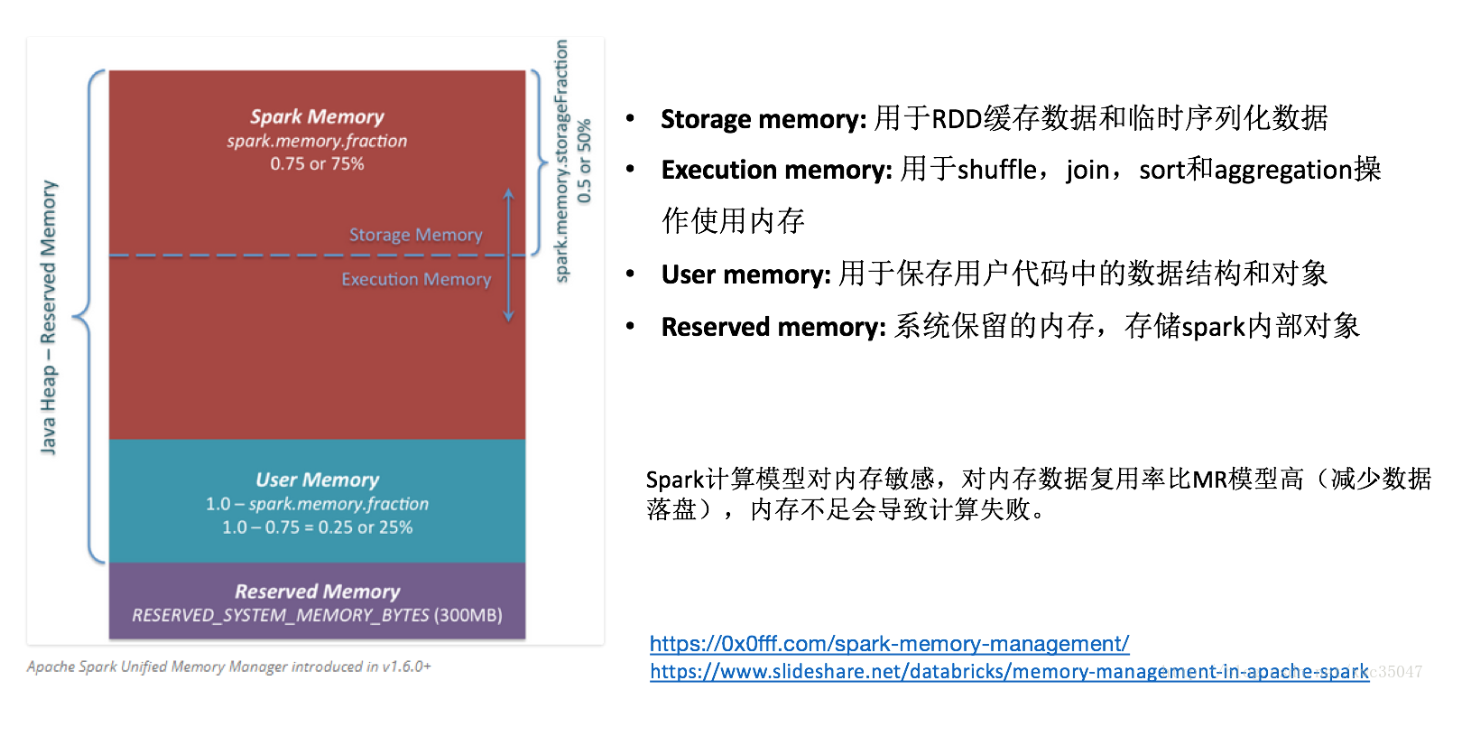 Spark Memory
spark.memory.fraction
0.75 or 75%
Storage Memory
Execution Memory
User Memory
1.0 – spark.memory.fraction
1.0 – 0.75 = 0.25 or 25%
Reserved Memory
RESERVED_SYSTEM_MEMORY_BYTES (300MB)
Java Heap – Reserved Memory
spark.memory.storageFraction
0.5 or 50%
Apache Spark Unified Memory Manager introduced in v1.6.0+
• Storage memory: 用于RDD缓存数据和临时序列化数据
• Execution memory: 用于shuffle，join，sort和aggregation操
作使用内存
• User memory: 用于保存用户代码中的数据结构和对象
• Reserved memory: 系统保留的内存，存储spark内部对象
Spark计算模型对内存敏感，对内存数据复用率比MR模型高（减少数据
落盘），内存不足会导致计算失败。
https://0x0fff.com/spark-memory-management/
https://www.slideshare.net/databricks/memory-management-in-apache-spark